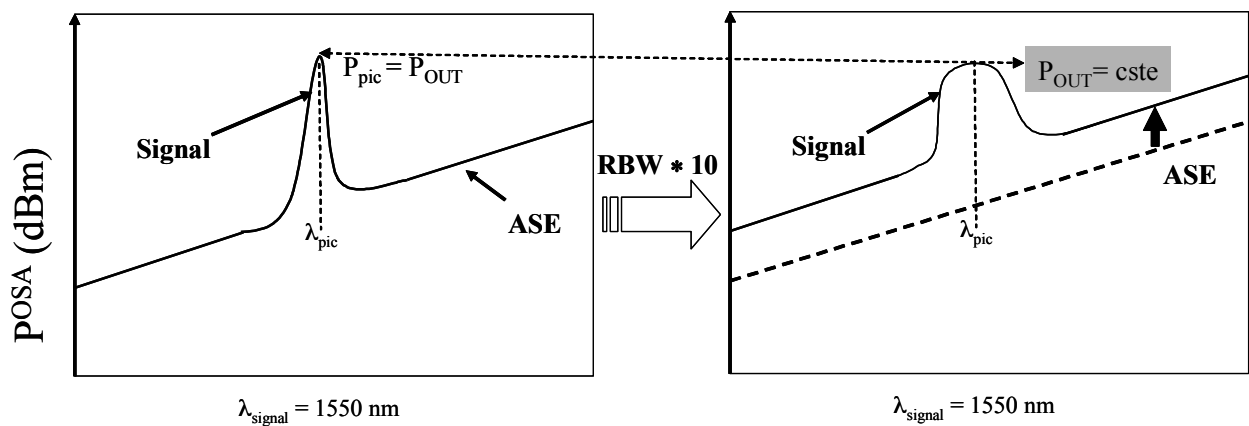 P^OSA (dBm)
P_pic = P_OUT
Signal
λ_pic
ASE
λ_signal = 1550 nm
RBW * 10
P_OUT = cste
Signal
λ_pic
ASE
λ_signal = 1550 nm